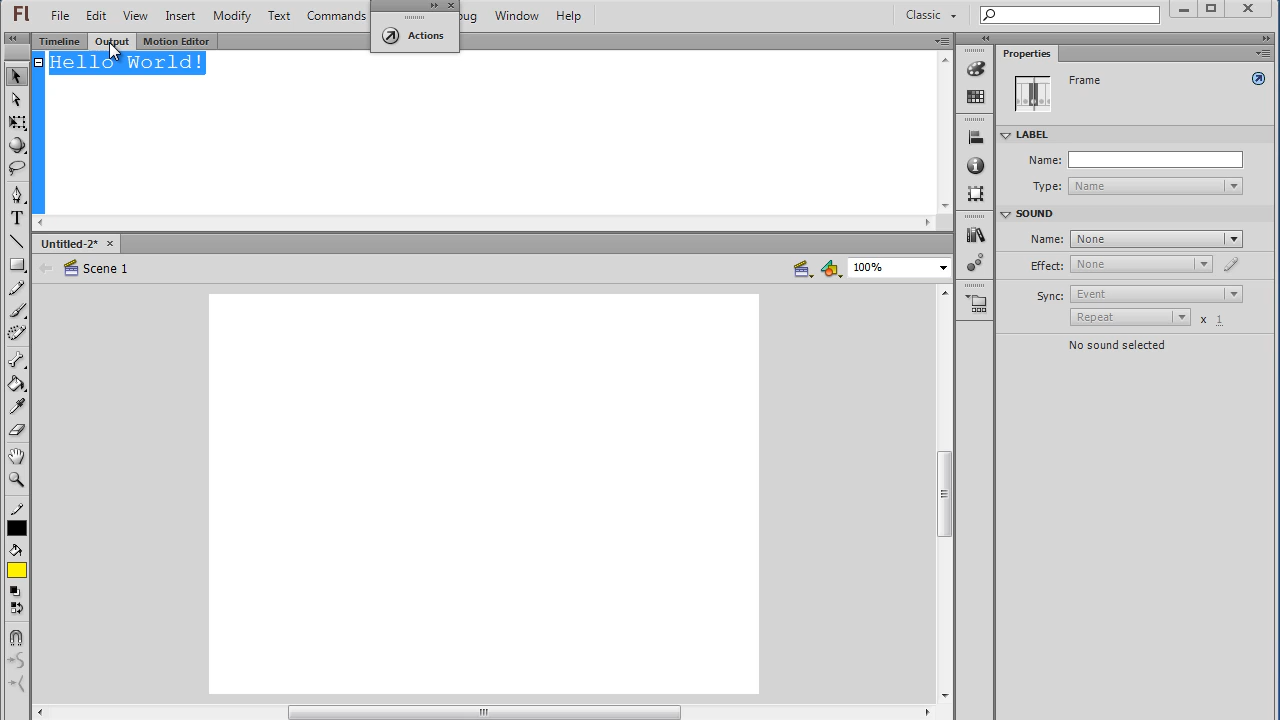 Fl File Edit View Insert Modify Text Commands bug Window Help Classic
Actions
Timeline Output Motion Editor
Hello World!
Untitled-2*
Scene 1 100%
Properties
Frame
LABEL
Name:
Type: Name
SOUND
Name: None
Effect: None
Sync: Event
Repeat x 1
No sound selected